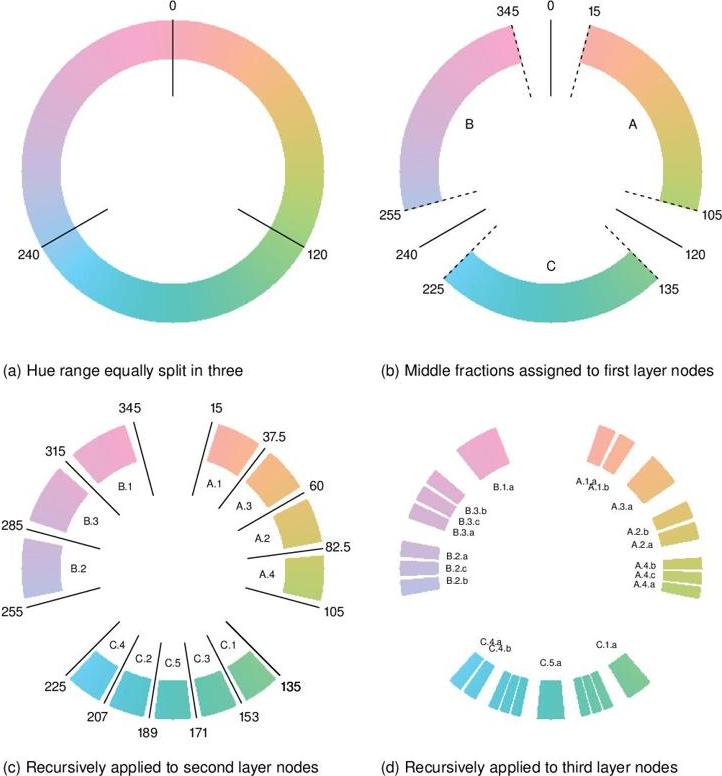 0
240
120
(a) Hue range equally split in three
0
345
15
B
A
255
105
240
120
C
225
135
(b) Middle fractions assigned to first layer nodes
345
15
315
37.5
B.1
A.1
60
A.3
B.3
285
A.2
82.5
B.2
A.4
255
105
C.4
C.1
C.2
C.5
C.3
225
135
207
153
189
171
(c) Recursively applied to second layer nodes
B.1.a
A.1.a
A.1.b
A.3.a
B.3.b
B.3.c
B.3.a
A.2.b
A.2.a
B.2.a
B.2.c
B.2.b
A.4.b
A.4.c
A.4.a
C.4.a
C.4.b
C.1.a
C.5.a
(d) Recursively applied to third layer nodes